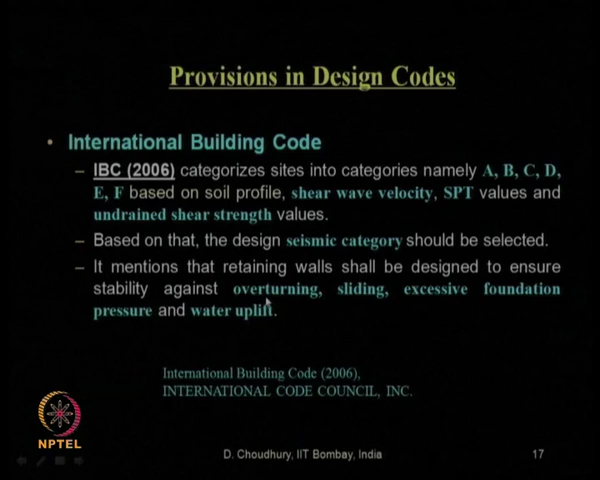 Provisions in Design Codes
• International Building Code
– IBC (2006) categorizes sites into categories namely A, B, C, D,
E, F based on soil profile, shear wave velocity, SPT values and
undrained shear strength values.
– Based on that, the design seismic category should be selected.
– It mentions that retaining walls shall be designed to ensure
stability against overturning, sliding, excessive foundation
pressure and water uplift.
International Building Code (2006),
INTERNATIONAL CODE COUNCIL, INC.
NPTEL
D. Choudhury, IIT Bombay, India
17